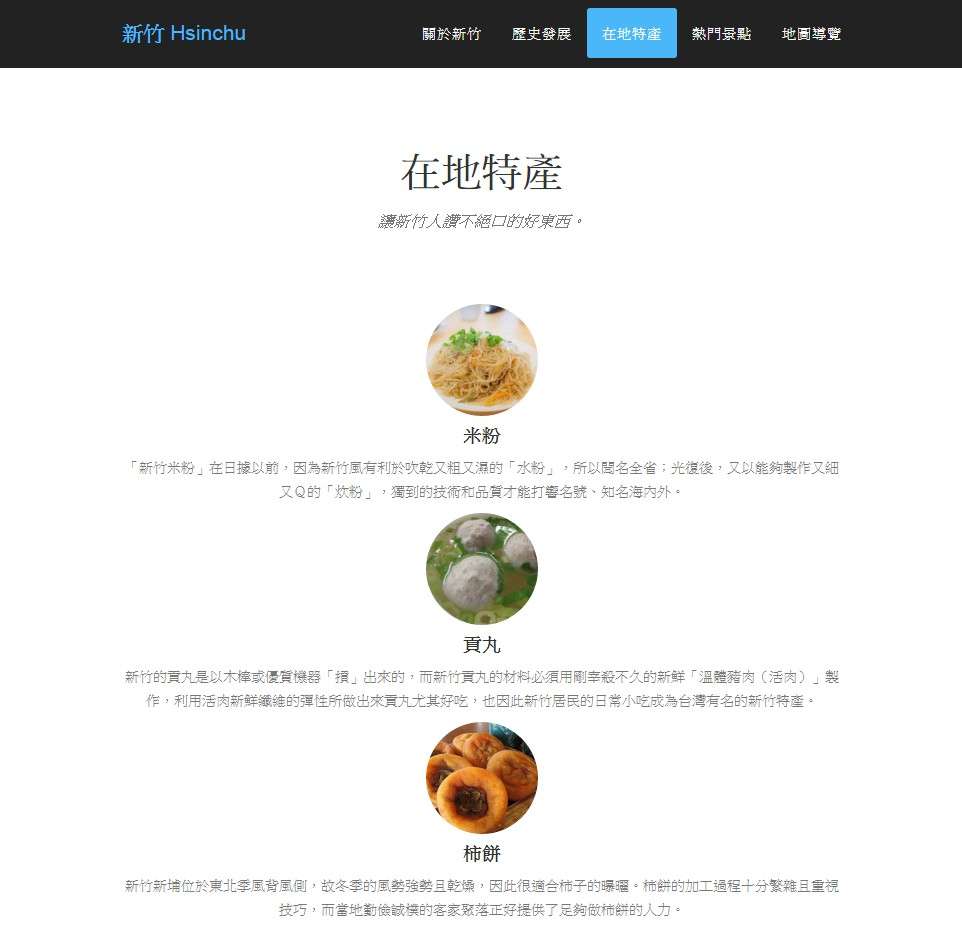 新竹 Hsinchu
關於新竹
歷史發展
在地特產
熱門景點
地圖導覽
在地特產
讓新竹人讚不絕口的好東西。
米粉
「新竹米粉」在日據以前，因為新竹風有利於吹乾又粗又濕的「水粉」，所以聞名全省；光復後，又以能夠製作又細
又Ｑ的「炊粉」，獨到的技術和品質才能打響名號、知名海內外。
貢丸
新竹的貢丸是以木棒或優質機器「摃」出來的，而新竹貢丸的材料必須用剛宰殺不久的新鮮「溫體豬肉（活肉）」製
作，利用活肉新鮮纖維的彈性所做出來貢丸尤其好吃，也因此新竹居民的日常小吃成為台灣有名的新竹特產。
柿餅
新竹新埔位於東北季風背風側，故冬季的風勢強勢且乾燥，因此很適合柿子的曝曬。柿餅的加工過程十分繁雜且重視
技巧，而當地勤儉誠樸的客家聚落正好提供了足夠做柿餅的人力。